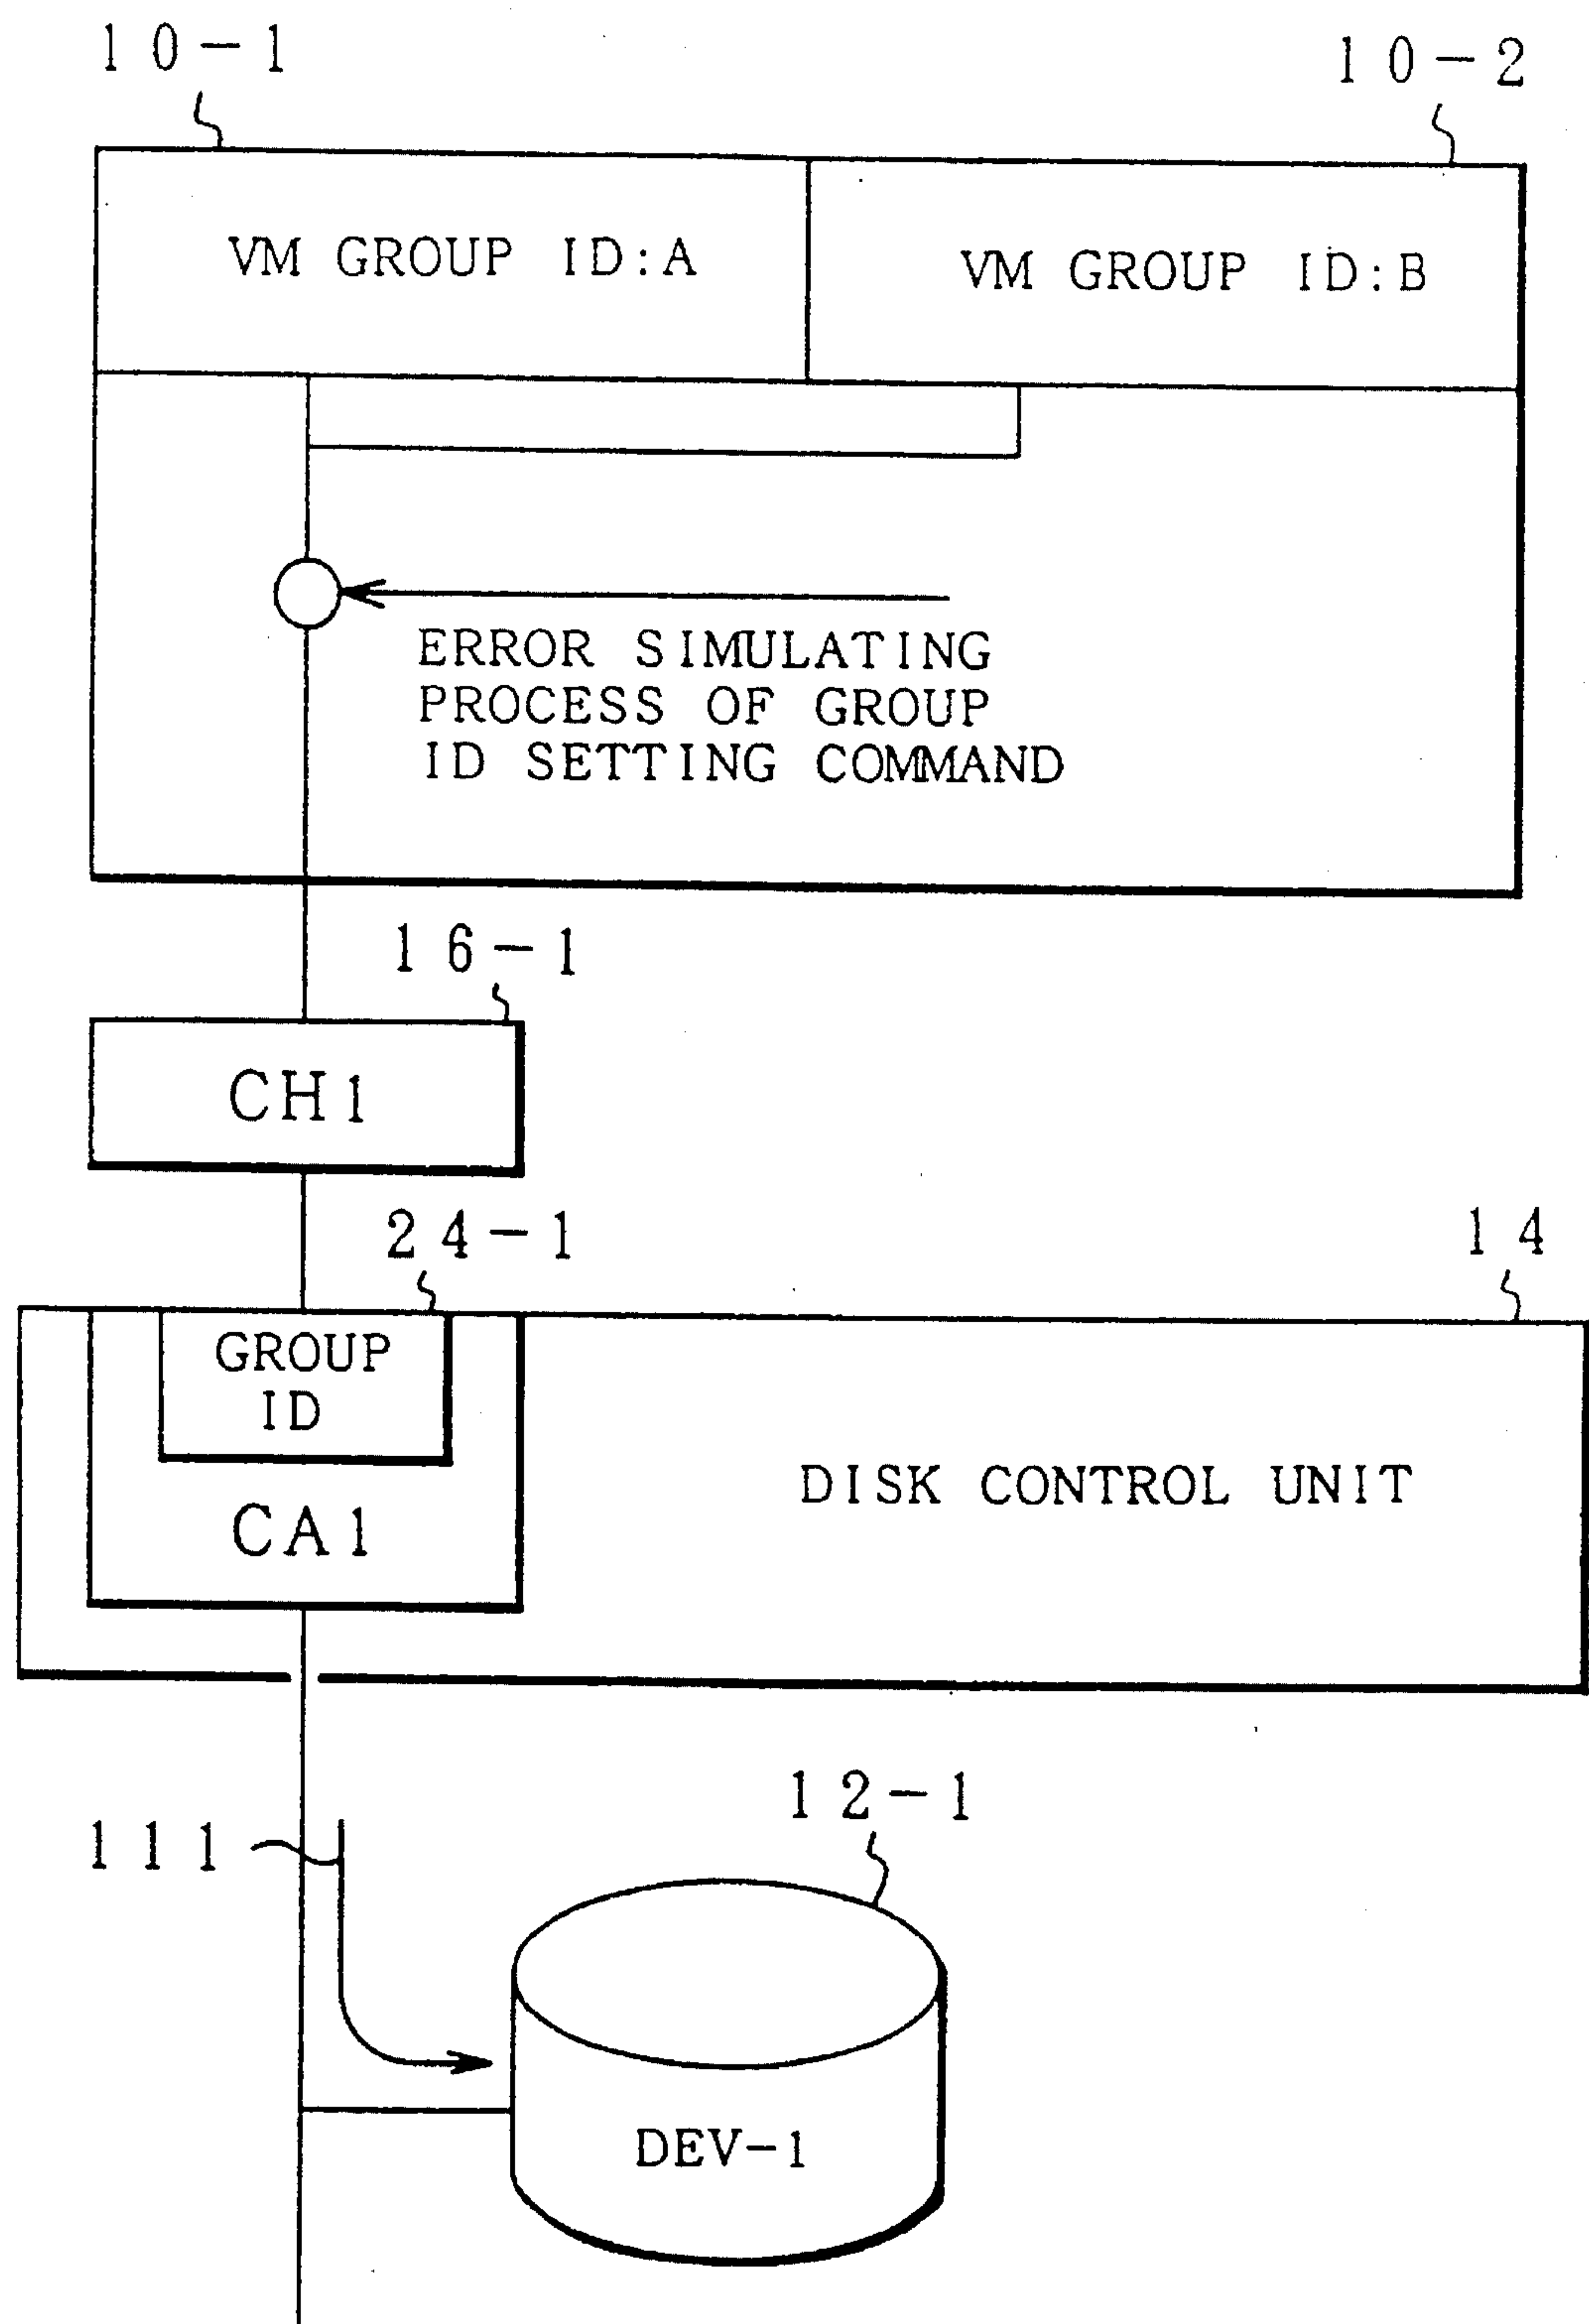 10-1
10-2
VM GROUP ID:A
VM GROUP ID:B
ERROR SIMULATING
PROCESS OF GROUP
ID SETTING COMMAND
16-1
CH1
24-1
14
GROUP
ID
CA1
DISK CONTROL UNIT
12-1
111
DEV-1